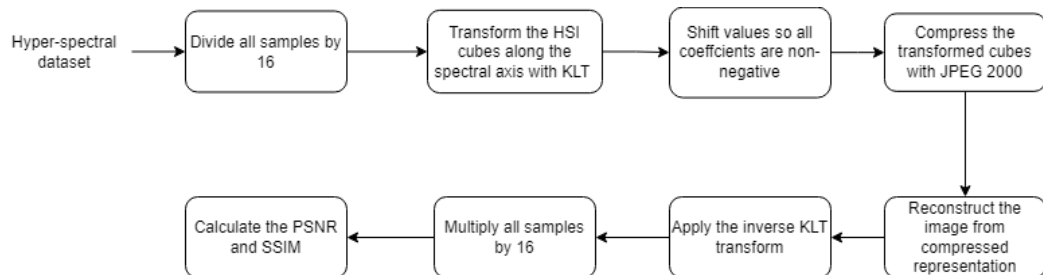 Hyper-spectral
dataset
Divide all samples by
16
Transform the HSI
cubes along the
spectral axis with KLT
Shift values so all
coeffcients are non-
negative
Compress the
transformed cubes
with JPEG 2000
Reconstruct the
image from
compressed
representation
Apply the inverse KLT
transform
Multiply all samples
by 16
Calculate the PSNR
and SSIM